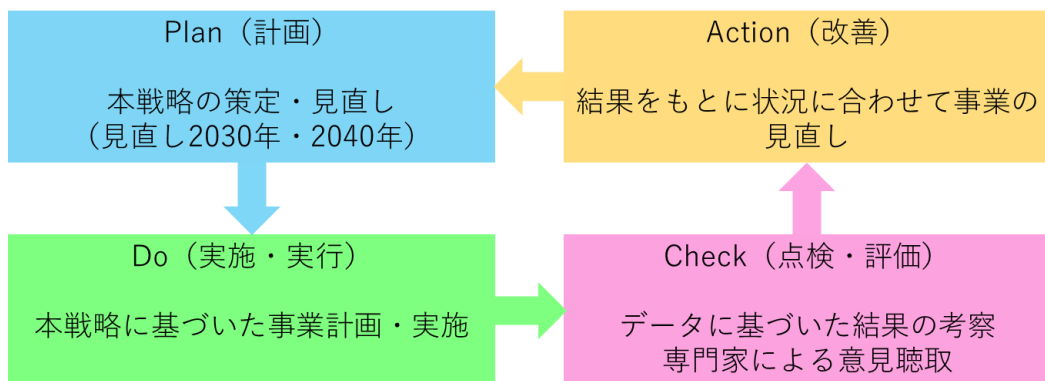 Plan（計画）
本戦略の策定・見直し
（見直し2030年・2040年）
Action（改善）
結果をもとに状況に合わせて事業の
見直し
Do（実施・実行）
本戦略に基づいた事業計画・実施
Check（点検・評価）
データに基づいた結果の考察
専門家による意見聴取